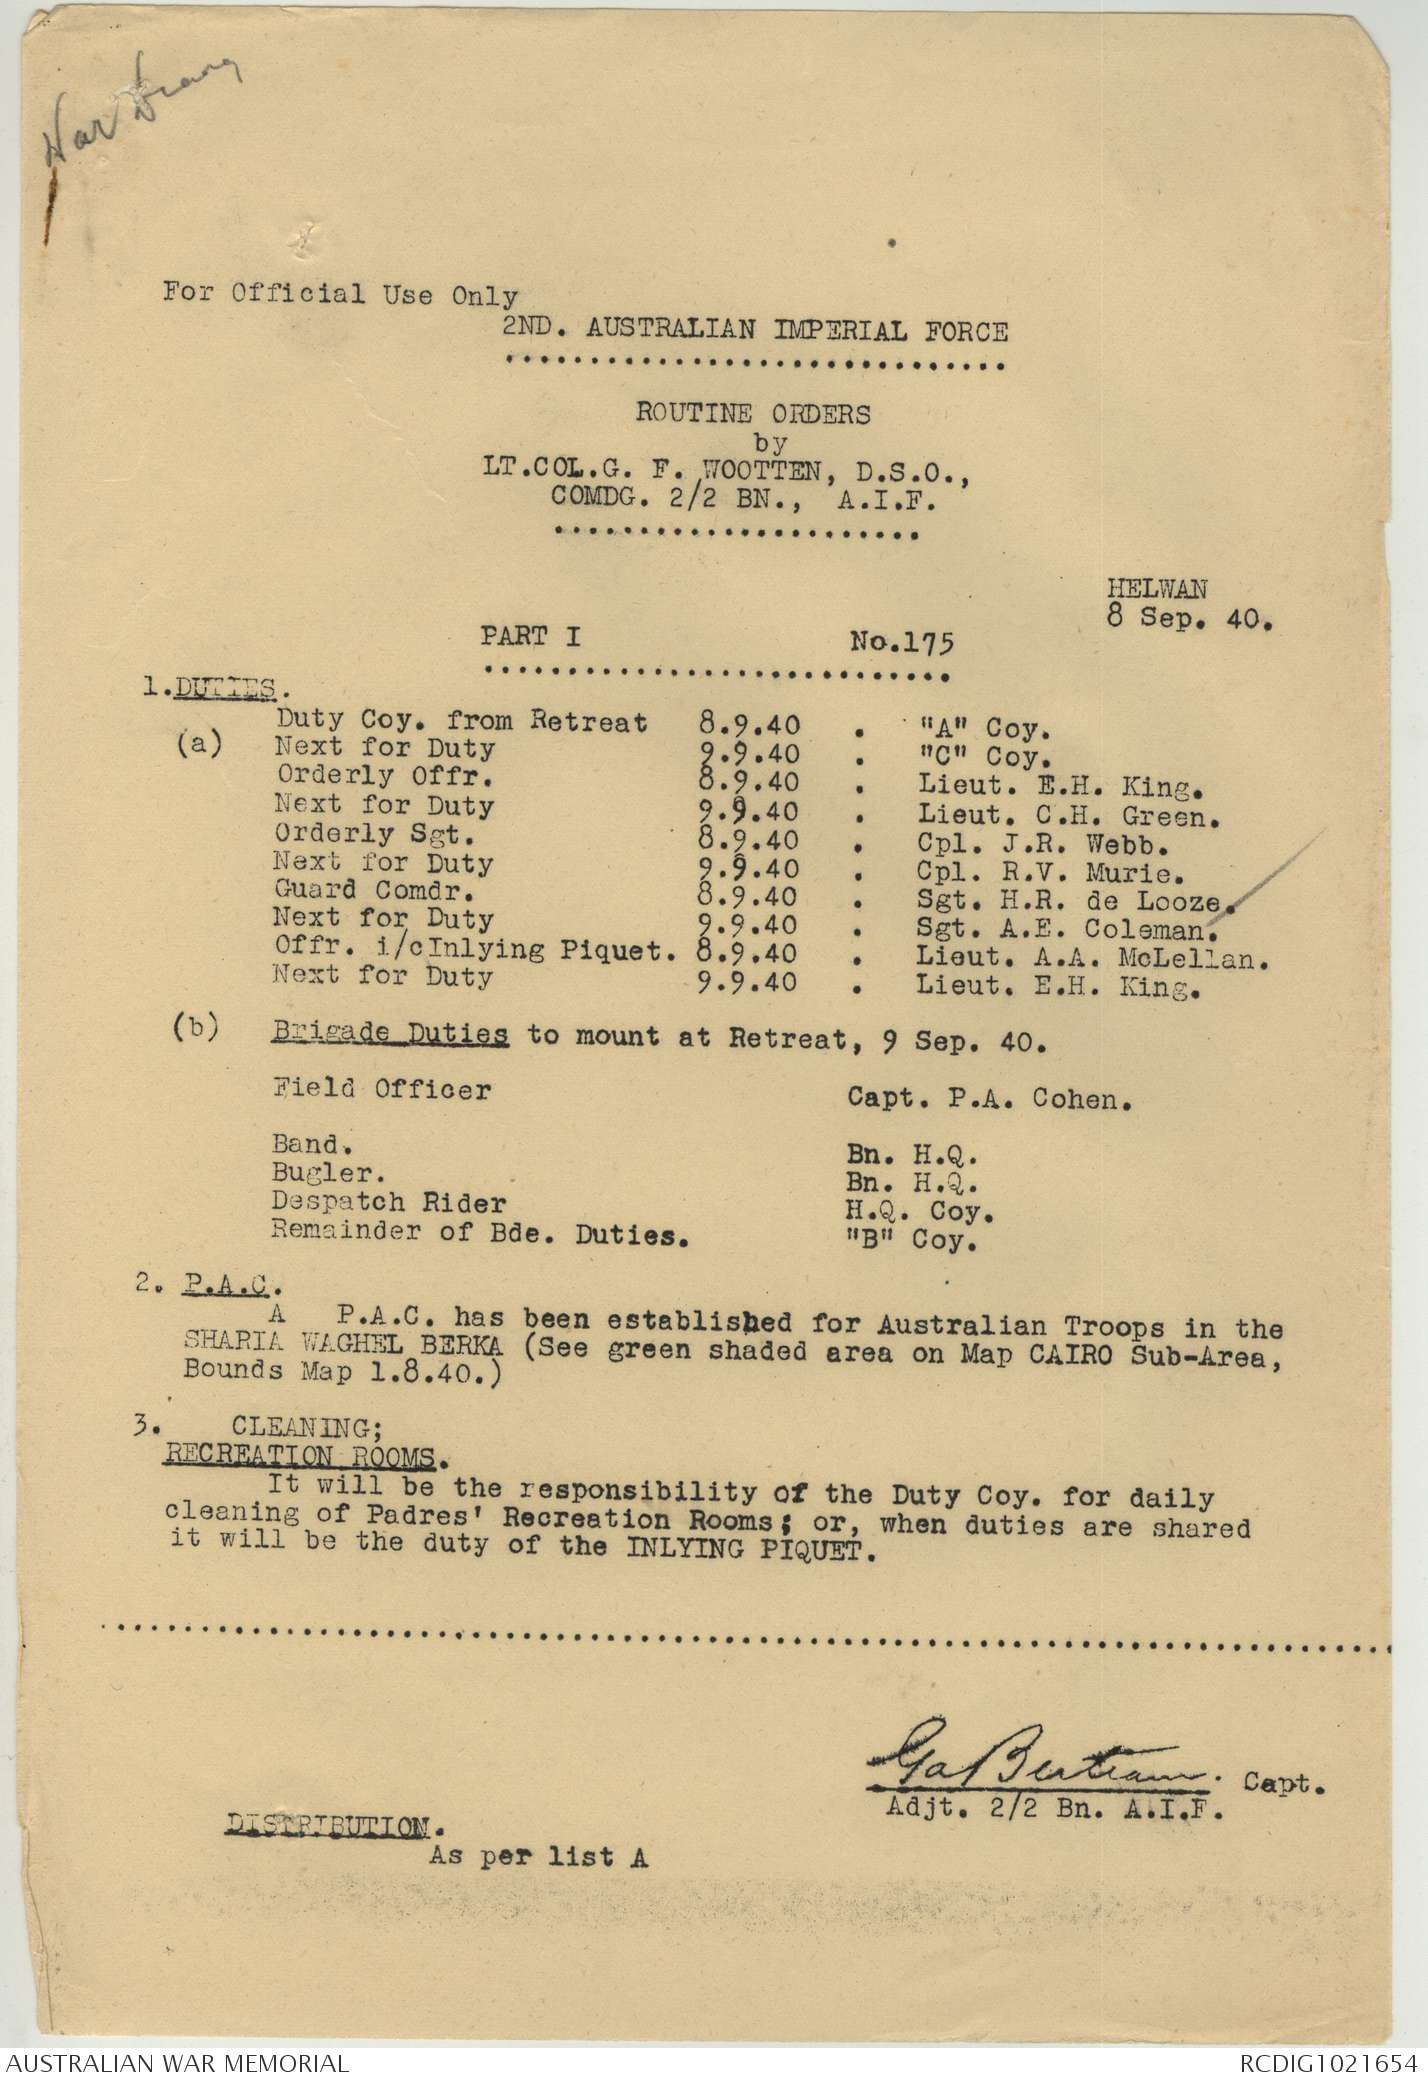 War Diary
For Official Use Only
2ND. AUSTRALIAN IMPERIAL FORCE
...............................
ROUTINE ORDERS
by
LT.COL.G. F. WOOTTEN, D.S.O.,
COMDG. 2/2 BN., A.I.F.
......................
HELWAN
8 Sep. 40.
PART I No.175
............................
1.DUTIES.
Duty Coy. from Retreat 8.9.40 . "A" Coy.
(a) Next for Duty 9.9.40 . "C" Coy.
Orderly Offr. 8.9.40 . Lieut. E.H. King.
Next for Duty 9.9.40 . Lieut. C.H. Green.
Orderly Sgt. 8.9.40 . Cpl. J.R. Webb.
Next for Duty 9.9.40 . Cpl. R.V. Murie.
Guard Comdr. 8.9.40 . Sgt. H.R. de Looze.
Next for Duty 9.9.40 . Sgt. A.E. Coleman.
Offr. i/cInlying Piquet. 8.9.40 . Lieut. A.A. McLellan.
Next for Duty 9.9.40 . Lieut. E.H. King.
(b) Brigade Duties to mount at Retreat, 9 Sep. 40.
Field Officer Capt. P.A. Cohen.
Band. Bn. H.Q.
Bugler. Bn. H.Q.
Despatch Rider H.Q. Coy.
Remainder of Bde. Duties. "B" Coy.
2. P.A.C.
A P.A.C. has been established for Australian Troops in the
SHARIA WAGHEL BERKA (See green shaded area on Map CAIRO Sub-Area,
Bounds Map 1.8.40.)
3. CLEANING;
RECREATION ROOMS.
It will be the responsibility of the Duty Coy. for daily
cleaning of Padres' Recreation Rooms; or, when duties are shared
it will be the duty of the INLYING PIQUET.
................................................................................
GaBertram. Capt.
Adjt. 2/2 Bn. A.I.F.
DISTRIBUTION.
As per list A
AUSTRALIAN WAR MEMORIAL RCDIG1021654